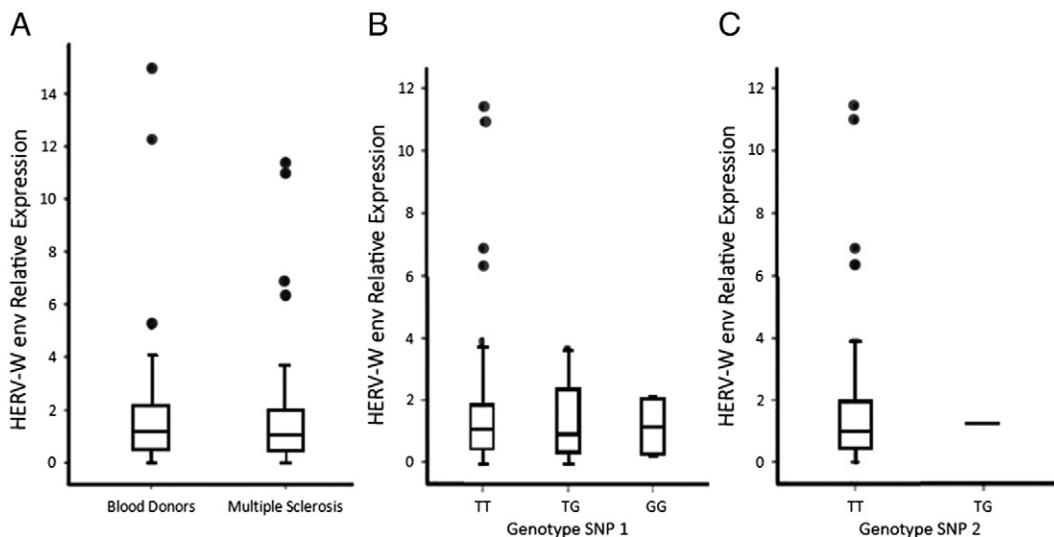 A
HERV-W env Relative Expression
14
12
10
8
6
4
2
0
Blood Donors
Multiple Sclerosis
B
HERV-W env Relative Expression
12
10
8
6
4
2
0
TT
TG
GG
Genotype SNP 1
C
HERV-W env Relative Expression
12
10
8
6
4
2
0
TT
TG
Genotype SNP 2